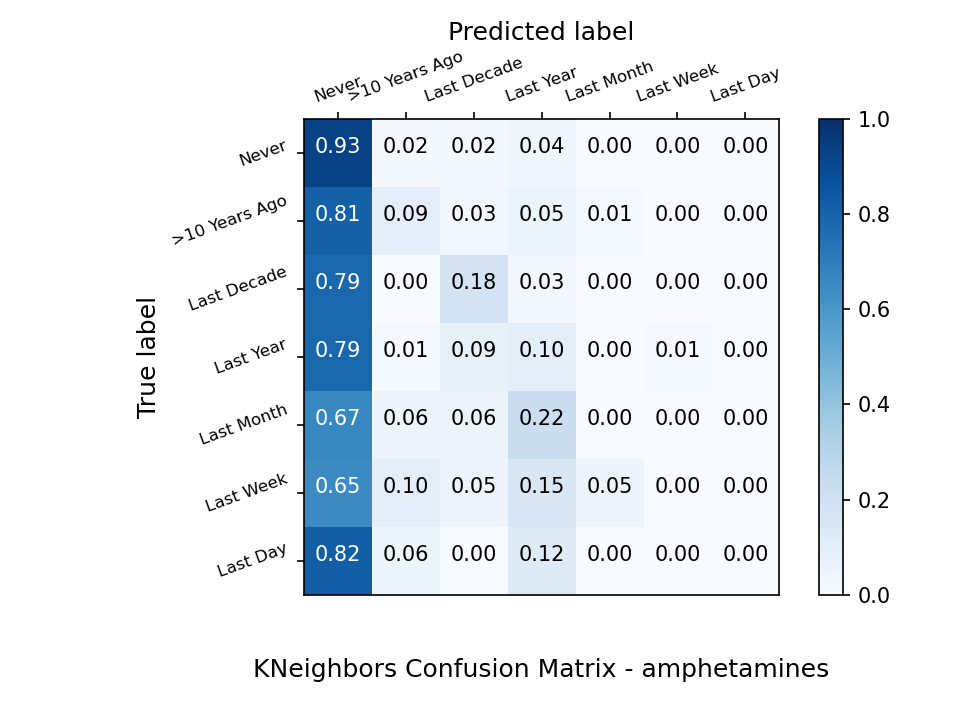 Predicted label
Never >10 Years Ago Last Decade Last Year Last Month Last Week Last Day
True label
Never 0.93 0.02 0.02 0.04 0.00 0.00 0.00
>10 Years Ago 0.81 0.09 0.03 0.05 0.01 0.00 0.00
Last Decade 0.79 0.00 0.18 0.03 0.00 0.00 0.00
Last Year 0.79 0.01 0.09 0.10 0.00 0.01 0.00
Last Month 0.67 0.06 0.06 0.22 0.00 0.00 0.00
Last Week 0.65 0.10 0.05 0.15 0.05 0.00 0.00
Last Day 0.82 0.06 0.00 0.12 0.00 0.00 0.00
1.0
0.8
0.6
0.4
0.2
0.0
KNeighbors Confusion Matrix - amphetamines